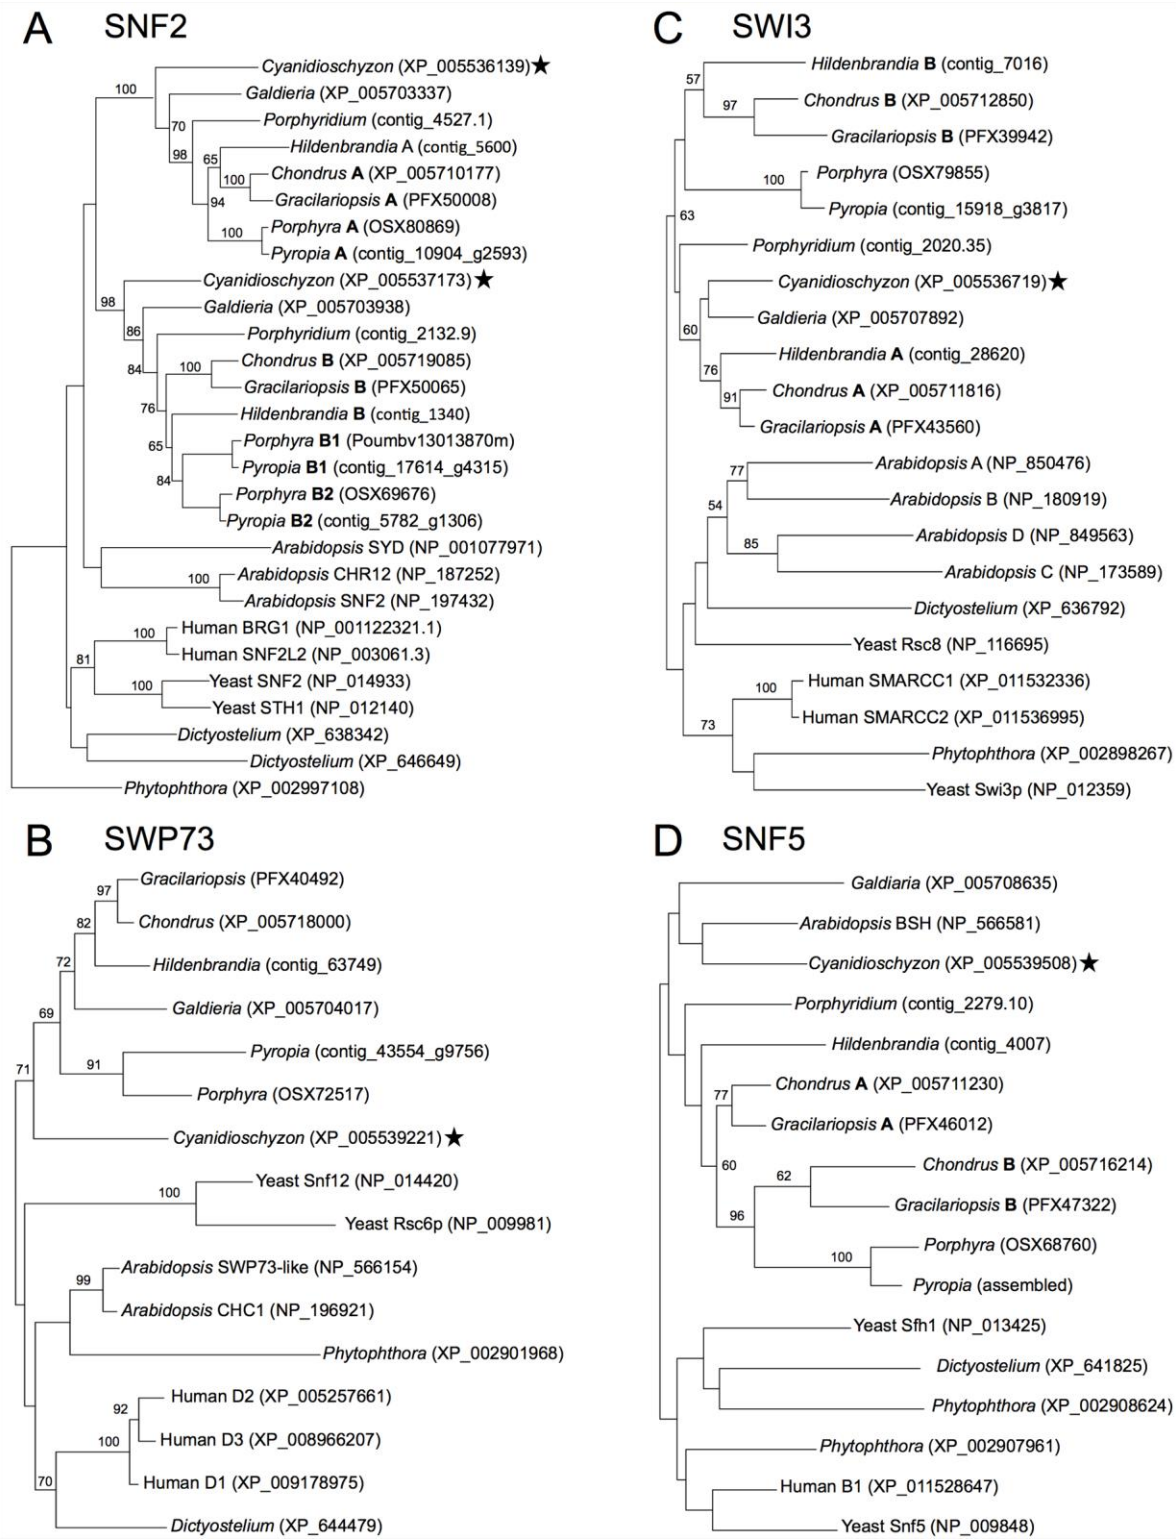 A SNF2
Cyanidioschyzon (XP_005536139)★
100
Galdieria (XP_005703337)
70
Porphyridium (contig_4527.1)
98
Hildenbrandia A (contig_5600)
65
Chondrus A (XP_005710177)
100
Gracilariopsis A (PFX50008)
94
Porphyra A (OSX80869)
100
Pyropia A (contig_10904_g2593)
Cyanidioschyzon (XP_005537173)★
98
Galdieria (XP_005703938)
86
Porphyridium (contig_2132.9)
84
Chondrus B (XP_005719085)
100
Gracilariopsis B (PFX50065)
76
Hildenbrandia B (contig_1340)
65
Porphyra B1 (Poumbv13013870m)
Pyropia B1 (contig_17614_g4315)
84
Porphyra B2 (OSX69676)
Pyropia B2 (contig_5782_g1306)
Arabidopsis SYD (NP_001077971)
Arabidopsis CHR12 (NP_187252)
100
Arabidopsis SNF2 (NP_197432)
Human BRG1 (NP_001122321.1)
100
Human SNF2L2 (NP_003061.3)
81
Yeast SNF2 (NP_014933)
100
Yeast STH1 (NP_012140)
Dictyostelium (XP_638342)
Dictyostelium (XP_646649)
Phytophthora (XP_002997108)
B SWP73
Gracilariopsis (PFX40492)
97
Chondrus (XP_005718000)
82
Hildenbrandia (contig_63749)
72
Galdieria (XP_005704017)
69
Pyropia (contig_43554_g9756)
91
Porphyra (OSX72517)
71
Cyanidioschyzon (XP_005539221)★
Yeast Snf12 (NP_014420)
100
Yeast Rsc6p (NP_009981)
Arabidopsis SWP73-like (NP_566154)
99
Arabidopsis CHC1 (NP_196921)
Phytophthora (XP_002901968)
Human D2 (XP_005257661)
92
Human D3 (XP_008966207)
100
Human D1 (XP_009178975)
70
Dictyostelium (XP_644479)
C SWI3
Hildenbrandia B (contig_7016)
57
Chondrus B (XP_005712850)
97
Gracilariopsis B (PFX39942)
Porphyra (OSX79855)
100
Pyropia (contig_15918_g3817)
63
Porphyridium (contig_2020.35)
Cyanidioschyzon (XP_005536719)★
Galdieria (XP_005707892)
60
Hildenbrandia A (contig_28620)
76
Chondrus A (XP_005711816)
91
Gracilariopsis A (PFX43560)
Arabidopsis A (NP_850476)
77
Arabidopsis B (NP_180919)
54
Arabidopsis D (NP_849563)
85
Arabidopsis C (NP_173589)
Dictyostelium (XP_636792)
Yeast Rsc8 (NP_116695)
Human SMARCC1 (XP_011532336)
100
Human SMARCC2 (XP_011536995)
73
Phytophthora (XP_002898267)
Yeast Swi3p (NP_012359)
D SNF5
Galdiaria (XP_005708635)
Arabidopsis BSH (NP_566581)
Cyanidioschyzon (XP_005539508)★
Porphyridium (contig_2279.10)
Hildenbrandia (contig_4007)
Chondrus A (XP_005711230)
77
Gracilariopsis A (PFX46012)
60
Chondrus B (XP_005716214)
62
Gracilariopsis B (PFX47322)
96
Porphyra (OSX68760)
100
Pyropia (assembled)
Yeast Sfh1 (NP_013425)
Dictyostelium (XP_641825)
Phytophthora (XP_002908624)
Phytophthora (XP_002907961)
Human B1 (XP_011528647)
Yeast Snf5 (NP_009848)